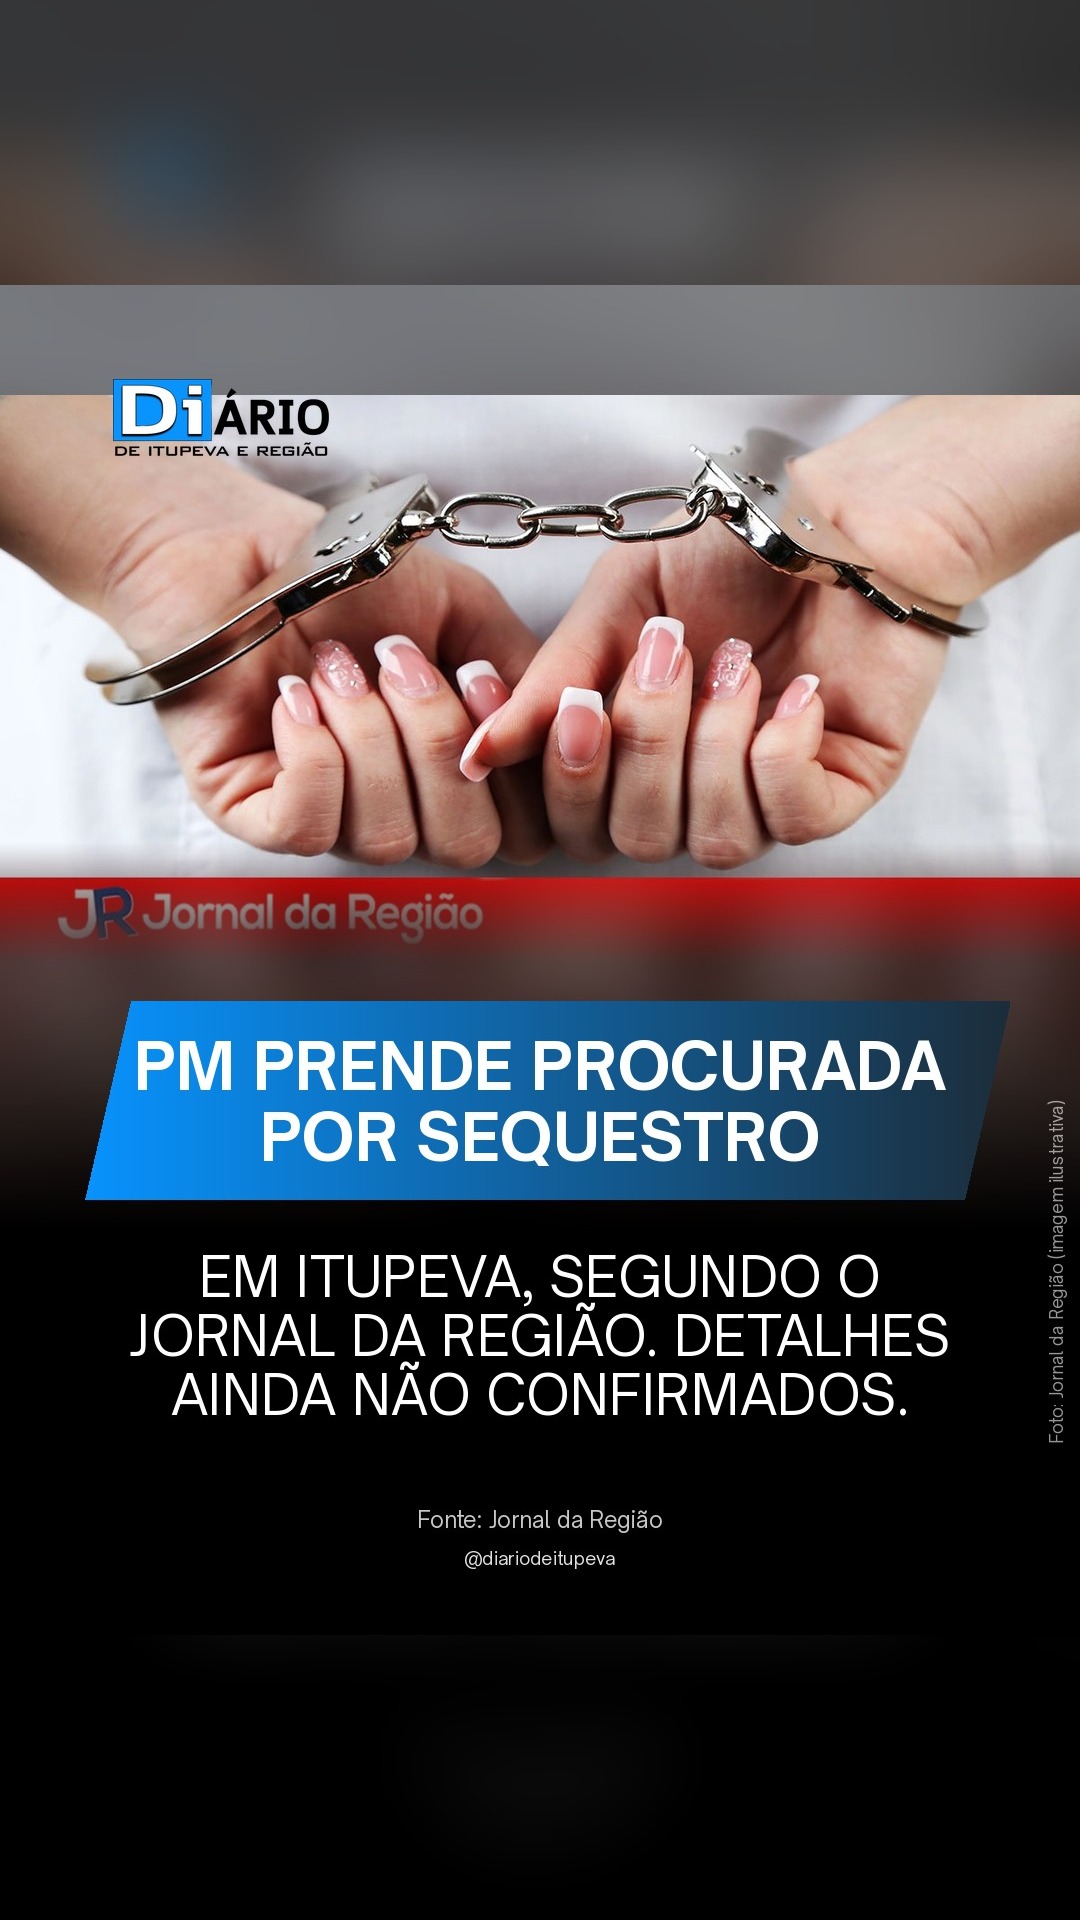 DiÁRIO
DE ITUPEVA E REGIÃO
JR Jornal da Região
PM PRENDE PROCURADA
POR SEQUESTRO
EM ITUPEVA, SEGUNDO O
JORNAL DA REGIÃO. DETALHES
AINDA NÃO CONFIRMADOS.
Foto: Jornal da Região (imagem ilustrativa)
Fonte: Jornal da Região
@diariodeitupeva